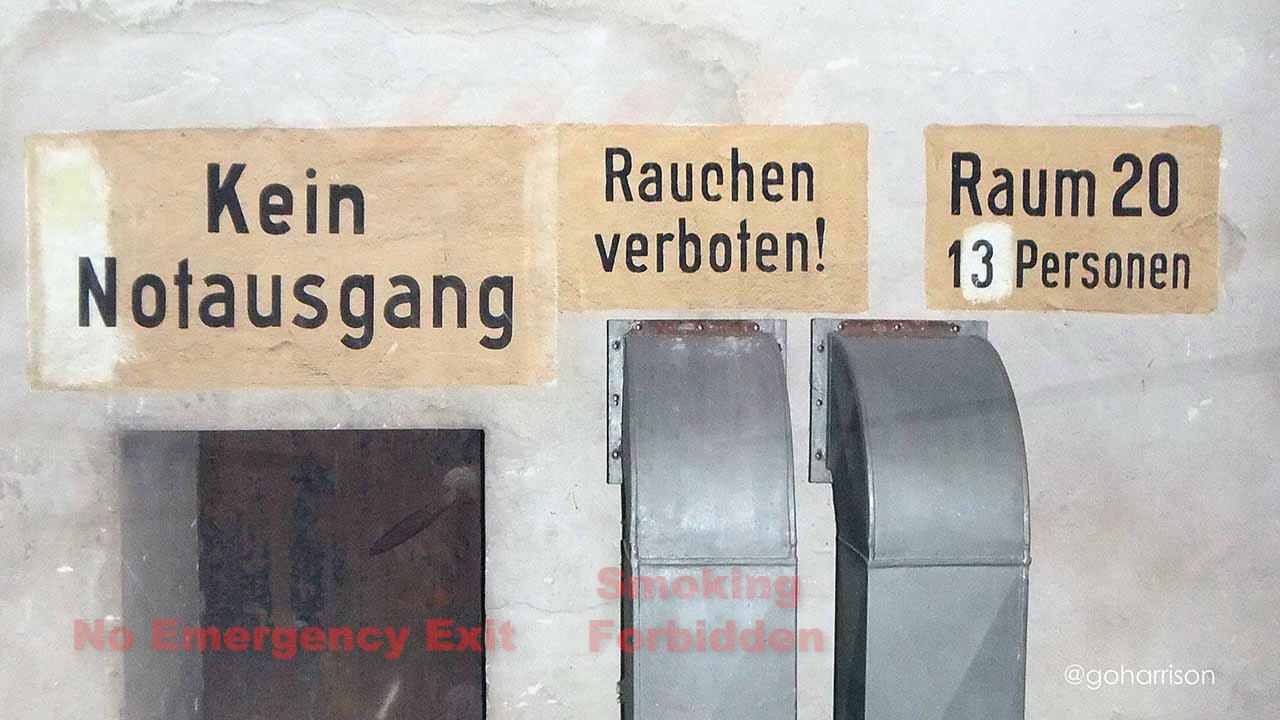 Kein
Notausgang
Rauchen
verboten!
Raum 20
13 Personen
No Emergency Exit
Smoking
Forbidden
@goharrison